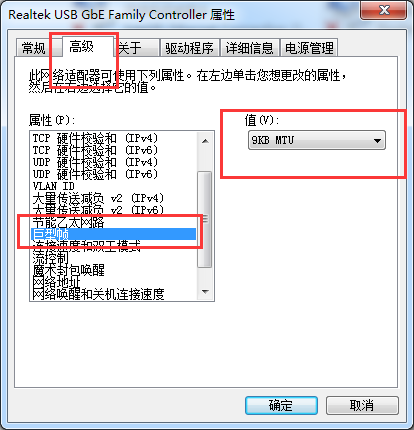 Realtek USB GbE Family Controller 属性
常规 高级 关于 驱动程序 详细信息 电源管理
此网络适配器可使用下列属性。在左边单击您想更改的属性，
然后在右边选择它的值。
属性(P):
值(V):
9KB MTU
TCP 硬件校验和 (IPv4)
TCP 硬件校验和 (IPv6)
UDP 硬件校验和 (IPv4)
UDP 硬件校验和 (IPv6)
VLAN ID
大量传送减负 v2 (IPv4)
大量传送减负 v2 (IPv6)
节能乙太网路
巨型帧
连接速度和双工模式
流控制
魔术封包唤醒
网络地址
网络唤醒和关机连接速度
确定 取消